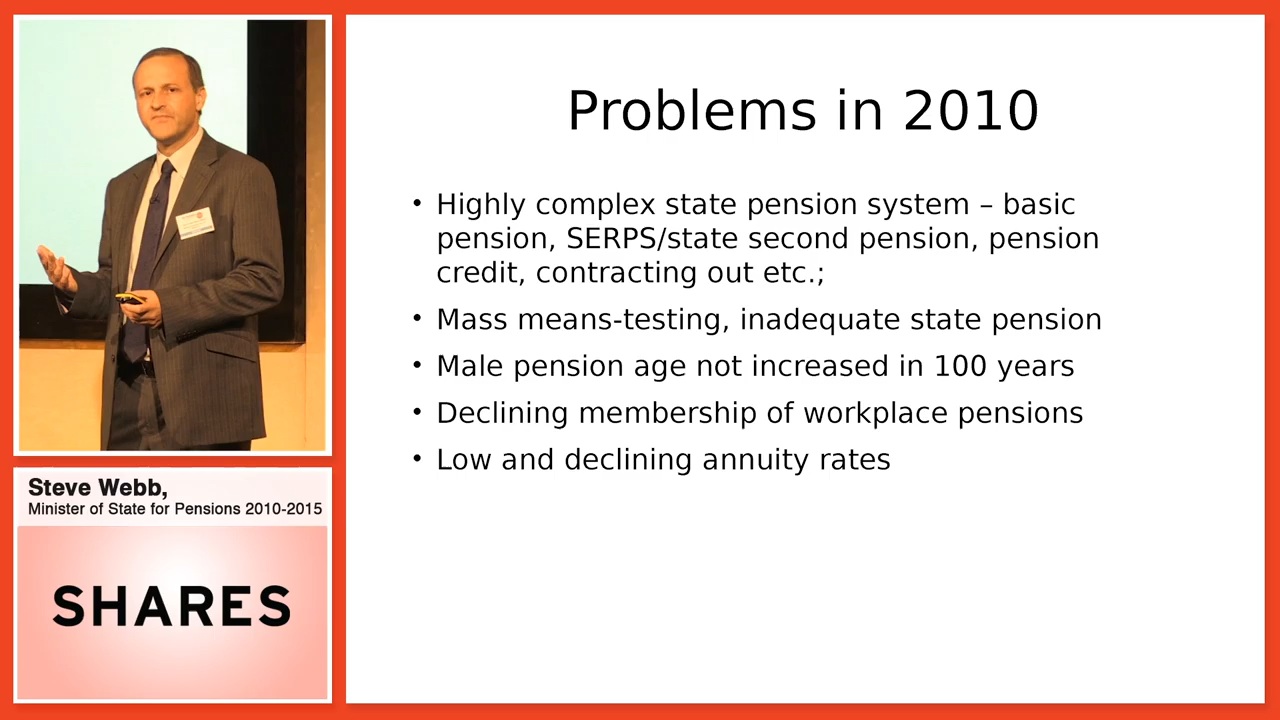 Steve Webb,
Minister of State for Pensions 2010-2015
SHARES
Problems in 2010
• Highly complex state pension system – basic
pension, SERPS/state second pension, pension
credit, contracting out etc.;
• Mass means-testing, inadequate state pension
• Male pension age not increased in 100 years
• Declining membership of workplace pensions
• Low and declining annuity rates